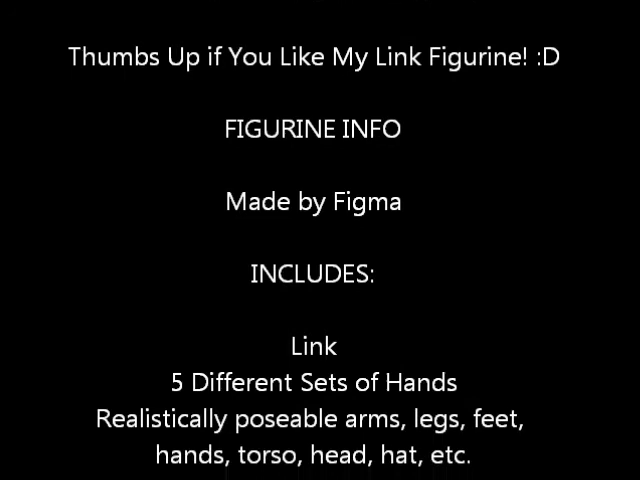 Thumbs Up if You Like My Link Figurine! :D
FIGURINE INFO
Made by Figma
INCLUDES:
Link
5 Different Sets of Hands
Realistically poseable arms, legs, feet,
hands, torso, head, hat, etc.